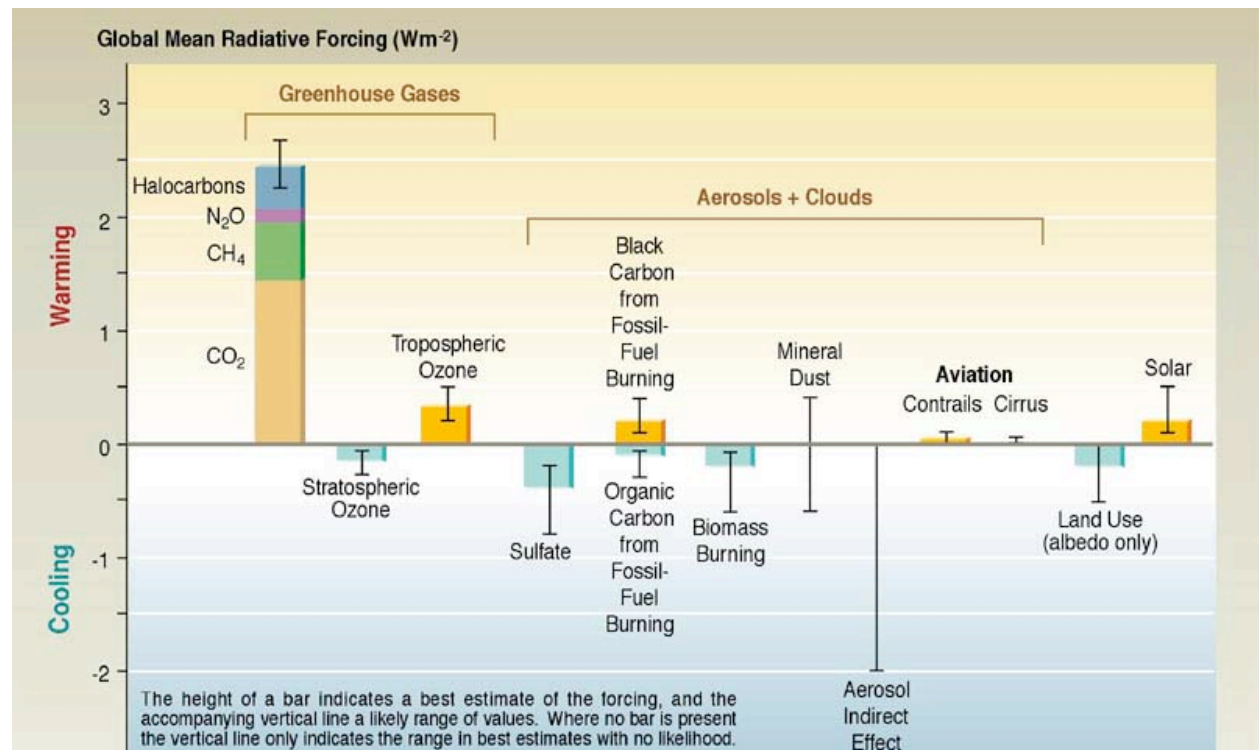 Global Mean Radiative Forcing (Wm-2)
Greenhouse Gases
3
2
1
0
-1
-2
Warming
Cooling
Halocarbons
N2O
CH4
CO2
Stratospheric
Ozone
Tropospheric
Ozone
Aerosols + Clouds
Sulfate
Black
Carbon
from
Fossil-
Fuel
Burning
Organic
Carbon
from
Fossil-
Fuel
Burning
Biomass
Burning
Mineral
Dust
Aerosol
Indirect
Effect
Aviation
Contrails Cirrus
Land Use
(albedo only)
Solar
The height of a bar indicates a best estimate of the forcing, and the
accompanying vertical line a likely range of values. Where no bar is present
the vertical line only indicates the range in best estimates with no likelihood.